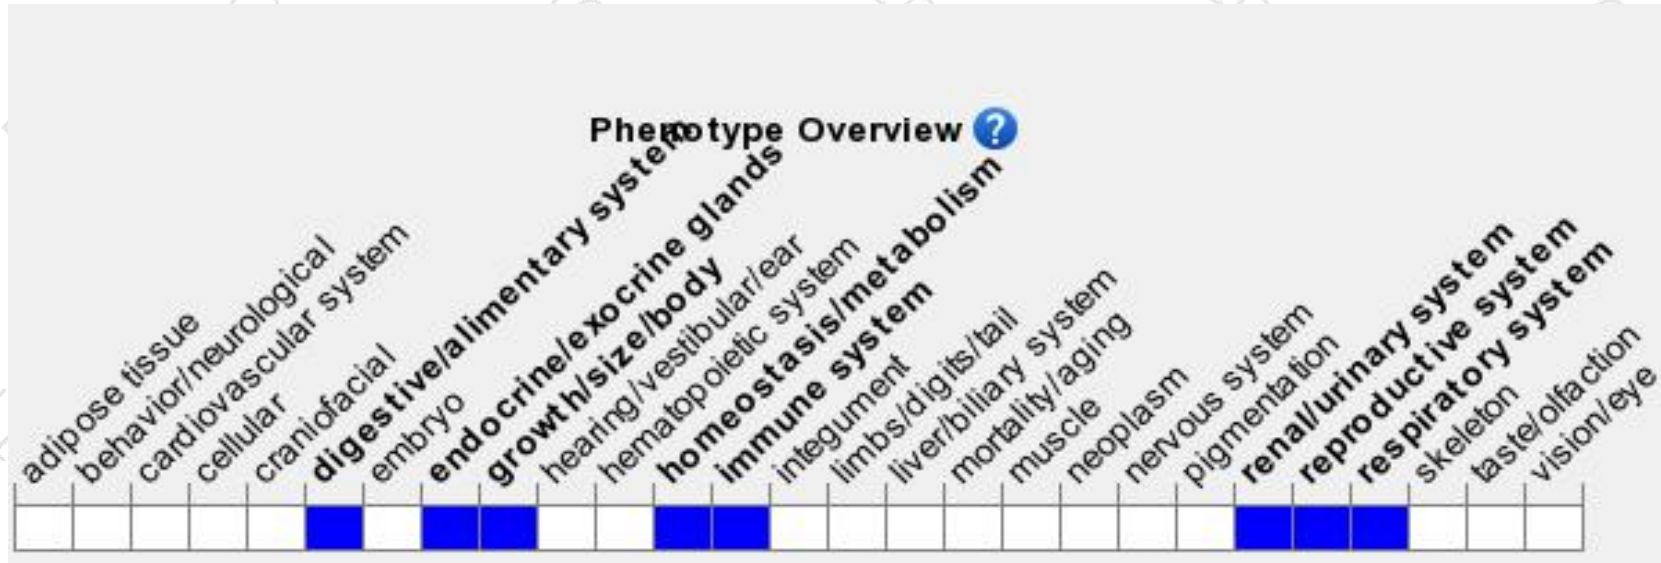 Phenotype Overview ?
adipose tissue
behavior/neurological
cardiovascular system
cellular
craniofacial
digestive/alimentary system
embryo
endocrine/exocrine glands
growth/size/body
hearing/vestibular/ear
hematopoietic system
homeostasis/metabolism
immune system
integument
limbs/digits/tail
liver/biliary system
mortality/aging
muscle
neoplasm
nervous system
pigmentation
renal/urinary system
reproductive system
respiratory system
skeleton
taste/olfaction
vision/eye